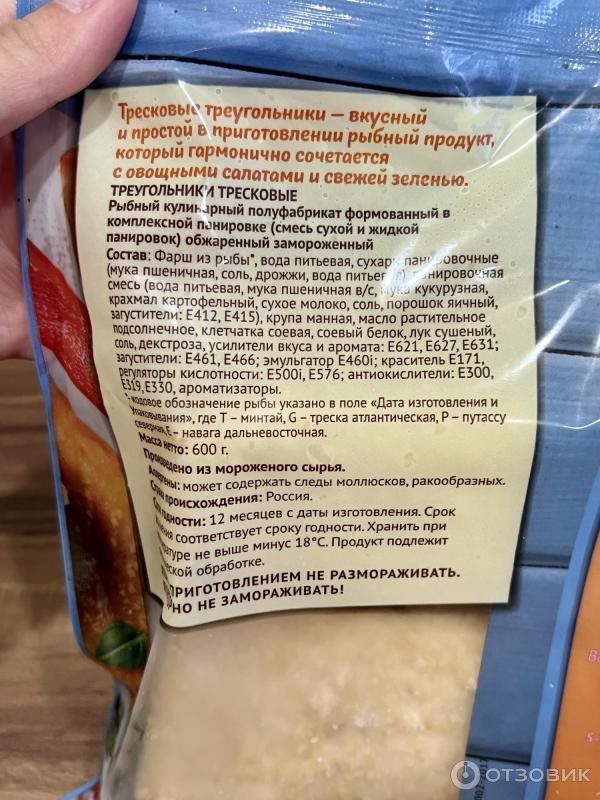 Тресковые треугольники — вкусный
и простой в приготовлении рыбный продукт,
который гармонично сочетается
с овощными салатами и свежей зеленью.
ТРЕУГОЛЬНИКИ ТРЕСКОВЫЕ
Рыбный кулинарный полуфабрикат формованный в
комплексной панировке (смесь сухой и жидкой
панировок) обжаренный замороженный
Состав: Фарш из рыбы*, вода питьевая, сухари панировочные
(мука пшеничная, соль, дрожжи, вода питьевая), панировочная
смесь (вода питьевая, мука пшеничная в/с, мука кукурузная,
крахмал картофельный, сухое молоко, соль, порошок яичный,
загустители: Е412, Е415), крупа манная, масло растительное
подсолнечное, клетчатка соевая, соевый белок, лук сушеный,
соль, декстроза, усилители вкуса и аромата: Е621, Е627, Е631;
загустители: Е461, Е466; эмульгатор Е460i; краситель Е171,
регуляторы кислотности: Е500i, Е576; антиокислители: Е300,
Е319, Е330, ароматизаторы.
*-кодовое обозначение рыбы указано в поле «Дата изготовления и
упаковывания», где Т – минтай, G – треска атлантическая, Р – путассу
северная, Е – навага дальневосточная.
Масса нетто: 600 г.
Произведено из мороженого сырья.
Аллергены: может содержать следы моллюсков, ракообразных.
происхождения: Россия.
годности: 12 месяцев с даты изготовления. Срок
соответствует сроку годности. Хранить при
не выше минус 18°С. Продукт подлежит
обработке.
ПРИГОТОВЛЕНИЕМ НЕ РАЗМОРАЖИВАТЬ.
НО НЕ ЗАМОРАЖИВАТЬ!
ОТЗОВИК